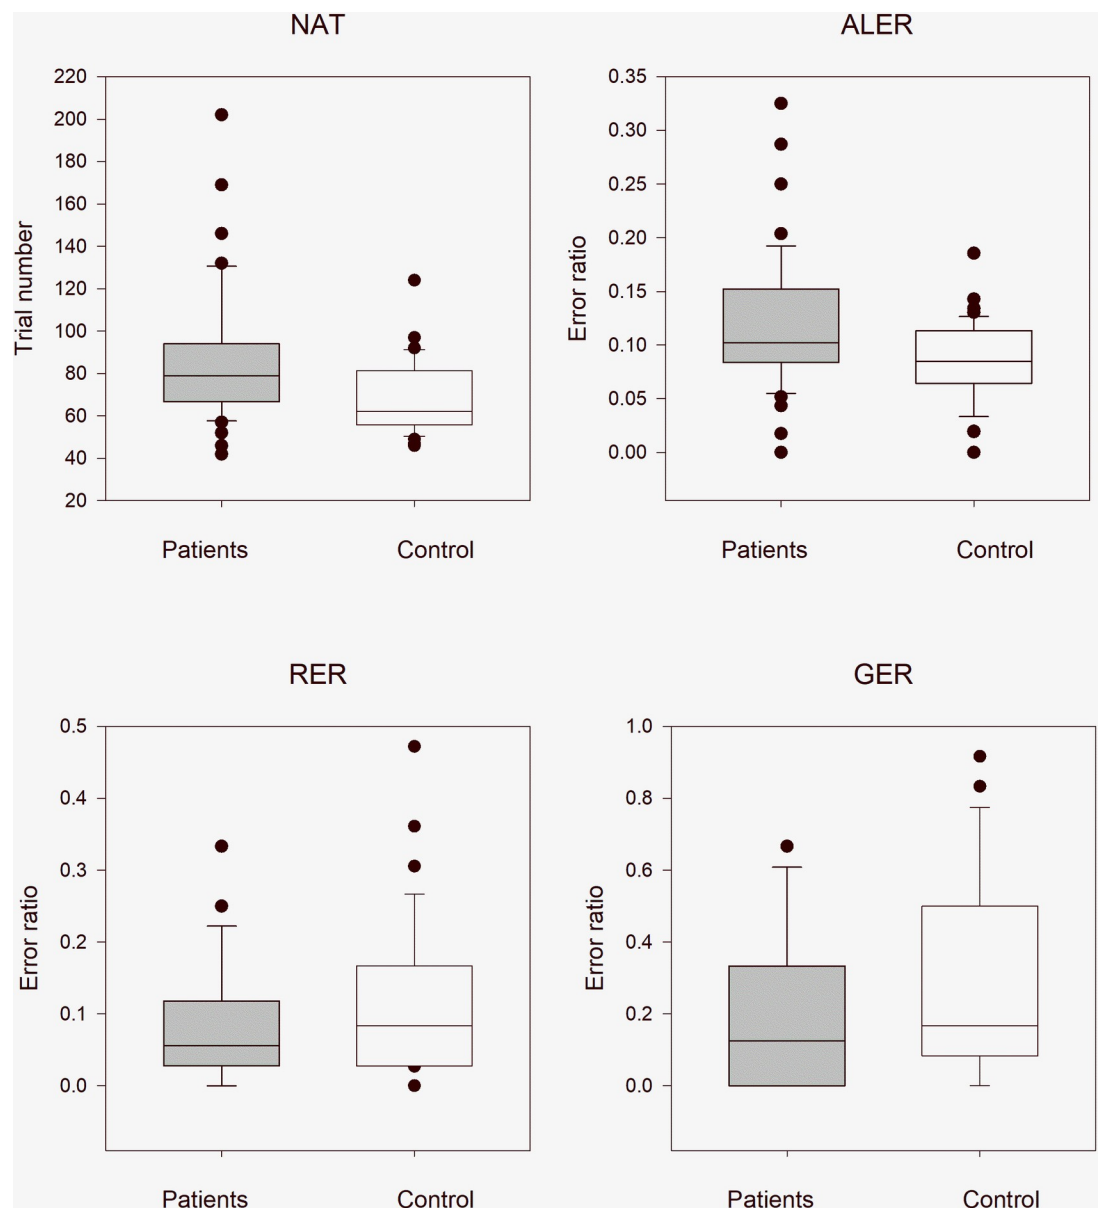 NAT
ALER
220
200
180
160
140
120
100
80
60
40
20
Trial number
Patients
Control
0.35
0.30
0.25
0.20
0.15
0.10
0.05
0.00
Error ratio
Patients
Control
RER
GER
0.5
0.4
0.3
0.2
0.1
0.0
Error ratio
Patients
Control
1.0
0.8
0.6
0.4
0.2
0.0
Error ratio
Patients
Control